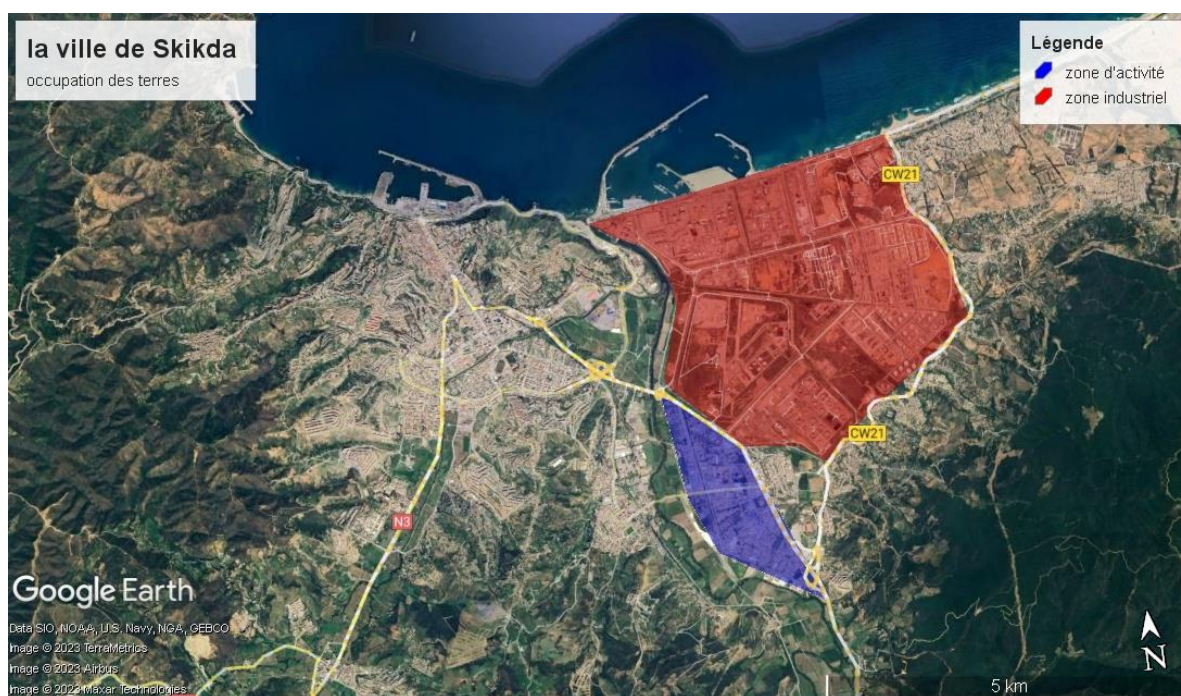 la ville de Skikda
occupation des terres
Légende
zone d'activité
zone industriel
CW21
CW21
N3
Google Earth
Data SIO, NOAA, U.S. Navy, NGA, GEBCO
Image © 2023 TerraMetrics
Image © 2023 Airbus
Image © 2023 Maxar Technologies
N
5 km